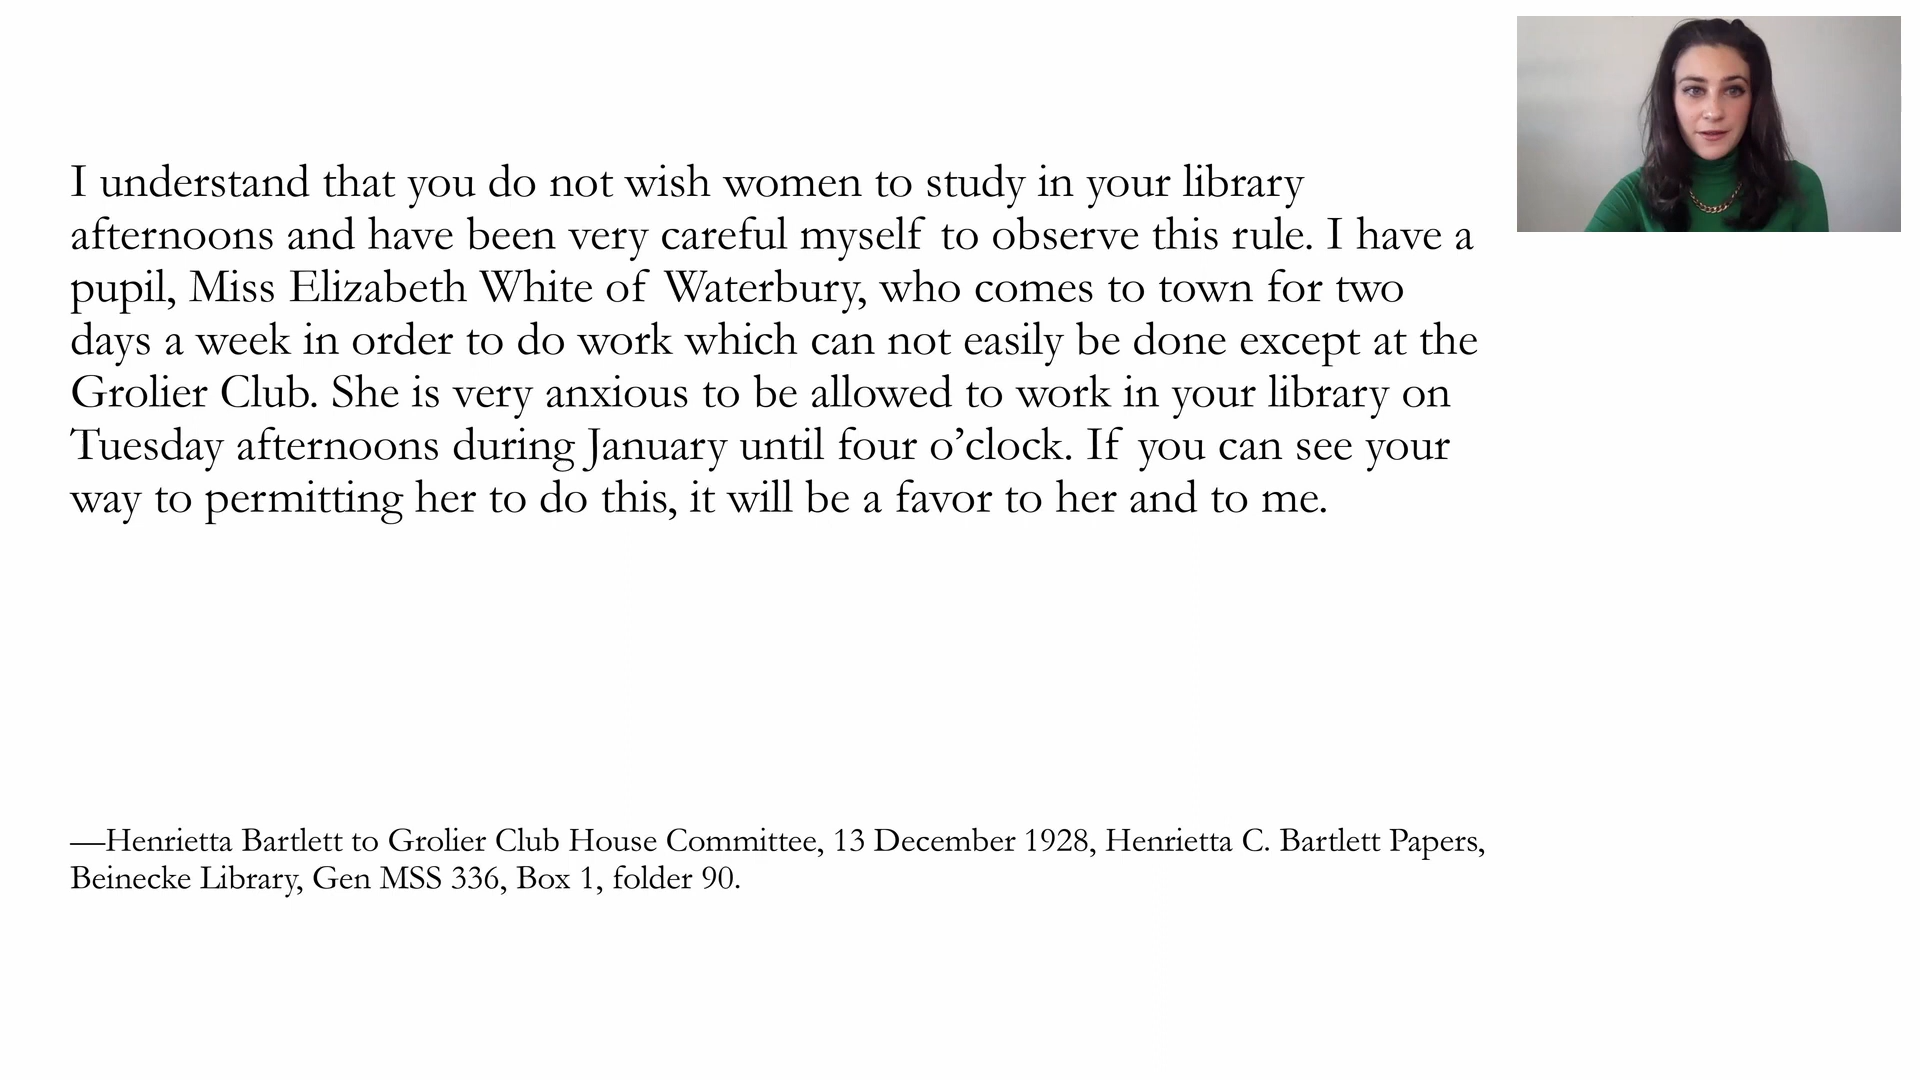 I understand that you do not wish women to study in your library
afternoons and have been very careful myself to observe this rule. I have a
pupil, Miss Elizabeth White of Waterbury, who comes to town for two
days a week in order to do work which can not easily be done except at the
Grolier Club. She is very anxious to be allowed to work in your library on
Tuesday afternoons during January until four o’clock. If you can see your
way to permitting her to do this, it will be a favor to her and to me.
—Henrietta Bartlett to Grolier Club House Committee, 13 December 1928, Henrietta C. Bartlett Papers,
Beinecke Library, Gen MSS 336, Box 1, folder 90.